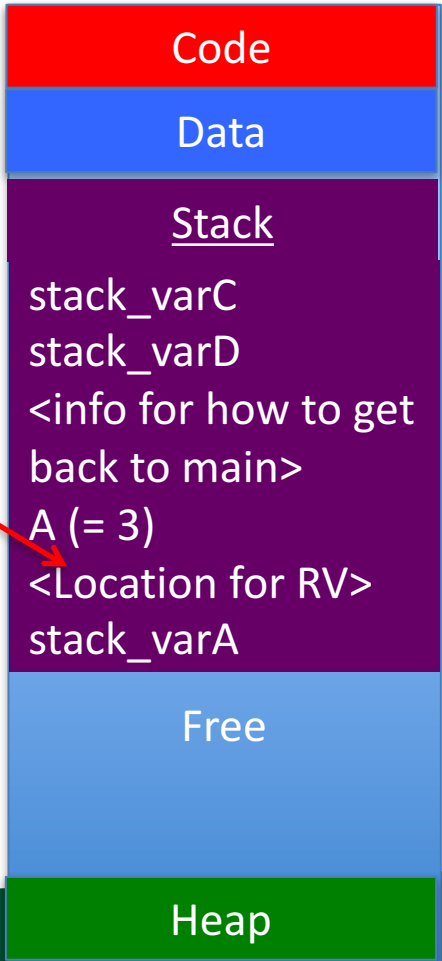 Code
Data
Stack
stack_varC
stack_varD
<info for how to get
back to main>
A (= 3)
<Location for RV>
stack_varA
Free
Heap